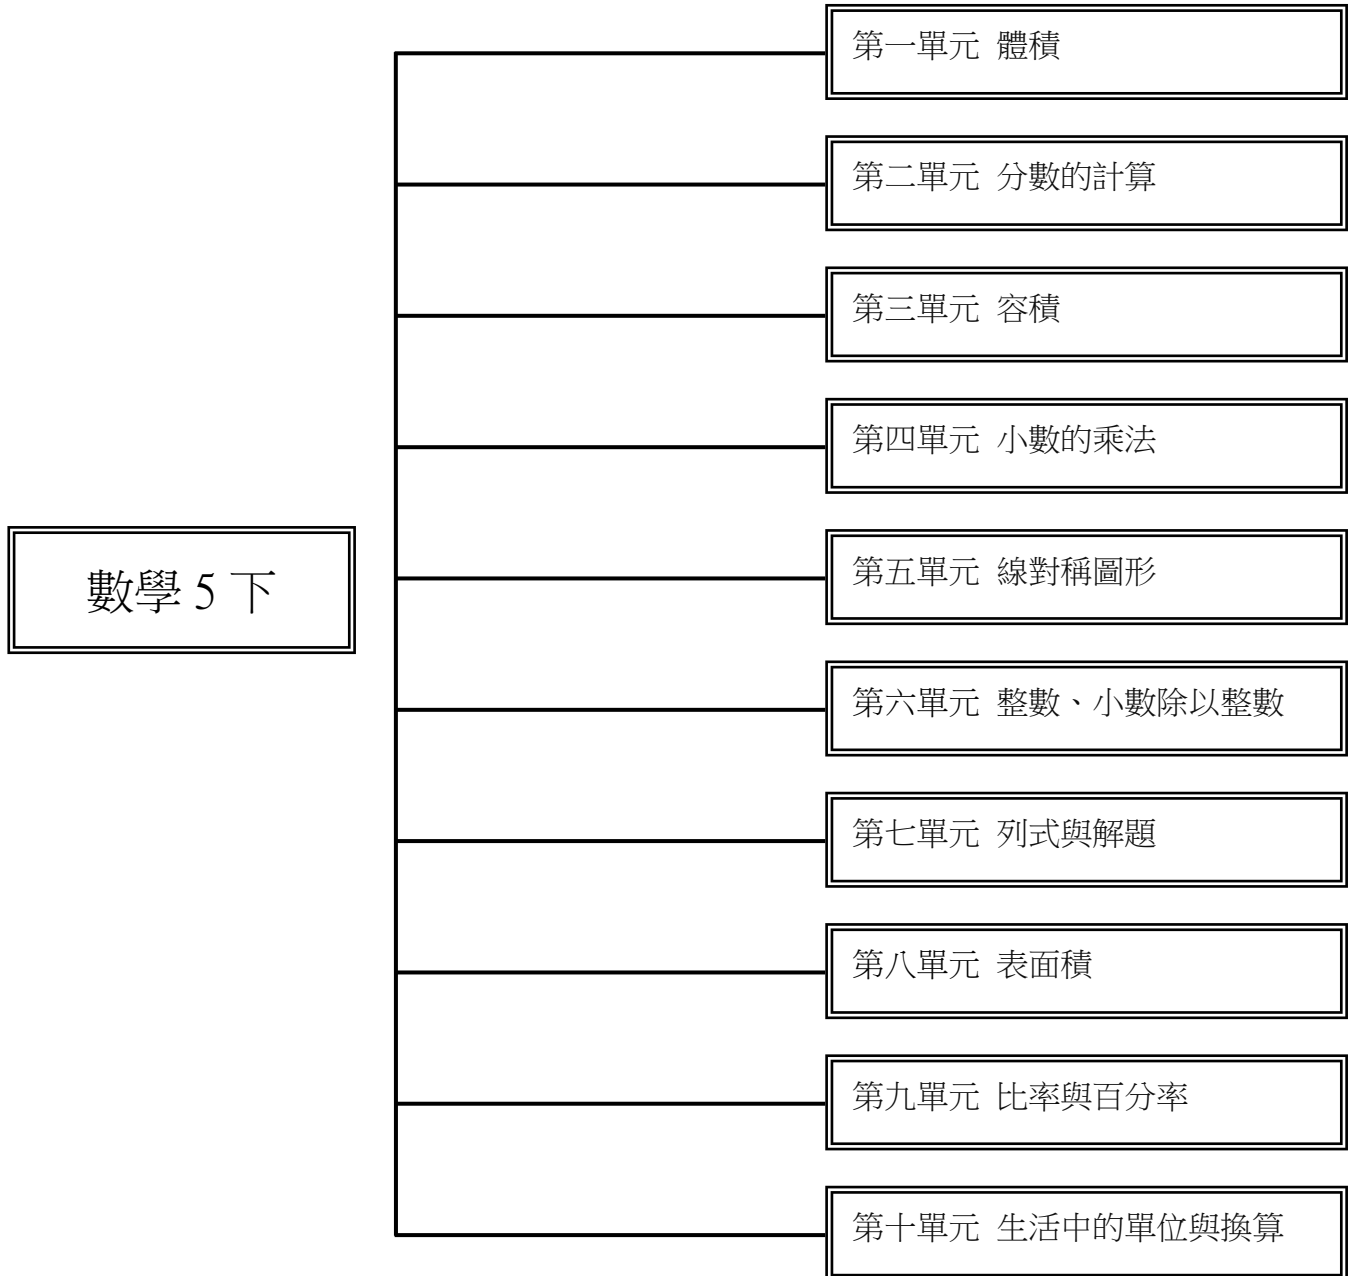 第一單元 體積
第二單元 分數的計算
第三單元 容積
第四單元 小數的乘法
數學 5 下
第五單元 線對稱圖形
第六單元 整數、小數除以整數
第七單元 列式與解題
第八單元 表面積
第九單元 比率與百分率
第十單元 生活中的單位與換算